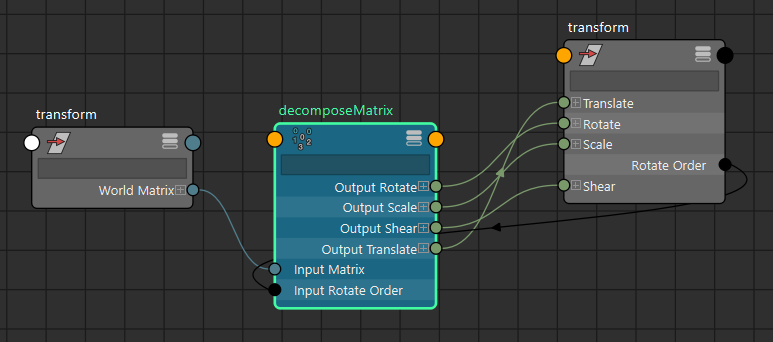 transform
World Matrix
decomposeMatrix
Output Rotate
Output Scale
Output Shear
Output Translate
Input Matrix
Input Rotate Order
transform
Translate
Rotate
Scale
Rotate Order
Shear